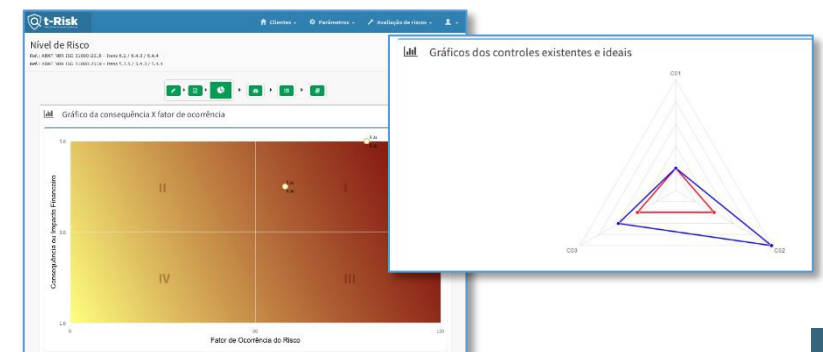 t-Risk
Clientes
Parâmetros
Avaliação de riscos
Nível de Risco
Gráfico da consequência X fator de ocorrência
Consequência ou Impacto Financeiro
II
I
IV
III
Fator de Ocorrência do Risco
Gráficos dos controles existentes e ideais
C01
C03
C02